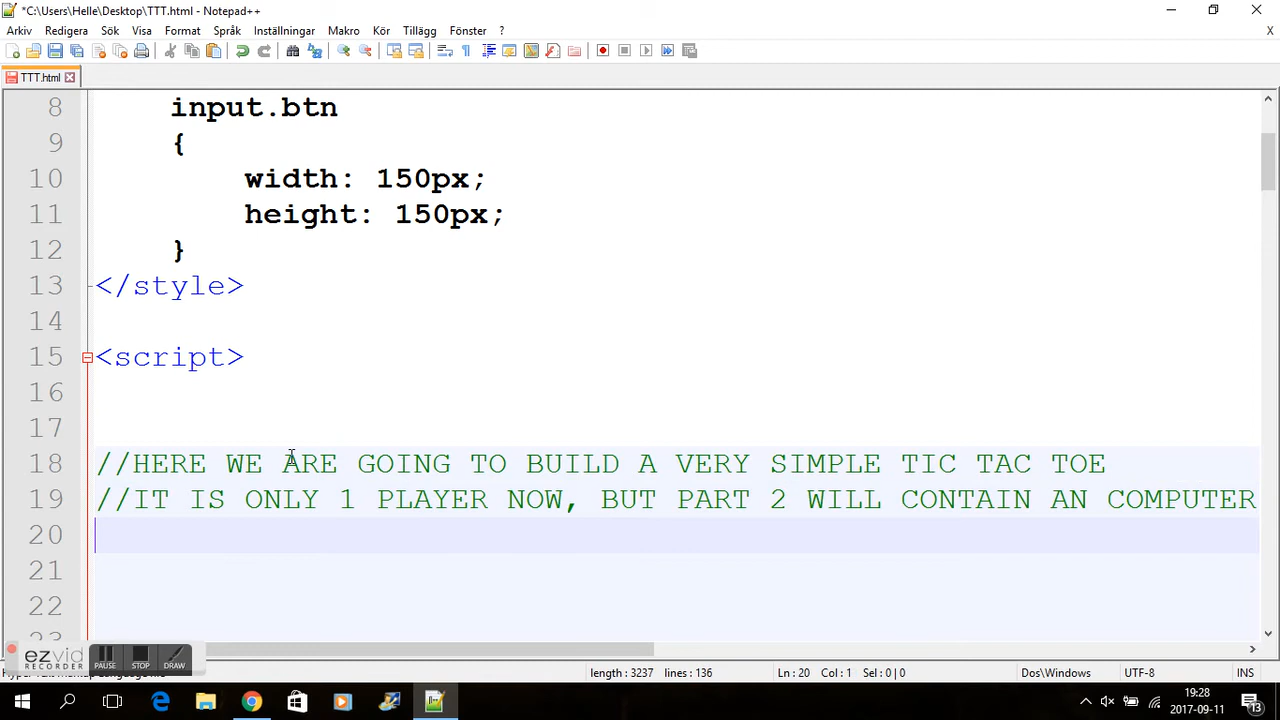 *C:\Users\Helle\Desktop\TTT.html - Notepad++
Arkiv Redigera Sök Visa Format Språk Inställningar Makro Kör Tillägg Fönster ?
X
TTT.html
8 input.btn
9 {
10 width: 150px;
11 height: 150px;
12 }
13 </style>
14
15 <script>
16
17
18 //HERE WE ARE GOING TO BUILD A VERY SIMPLE TIC TAC TOE
19 //IT IS ONLY 1 PLAYER NOW, BUT PART 2 WILL CONTAIN AN COMPUTER
20
21
22
23
ezvid
RECORDER
PAUSE STOP DRAW
length : 3237 lines : 136 Ln : 20 Col : 1 Sel : 0 | 0 Dos\Windows UTF-8 INS
19:28
2017-09-11
13